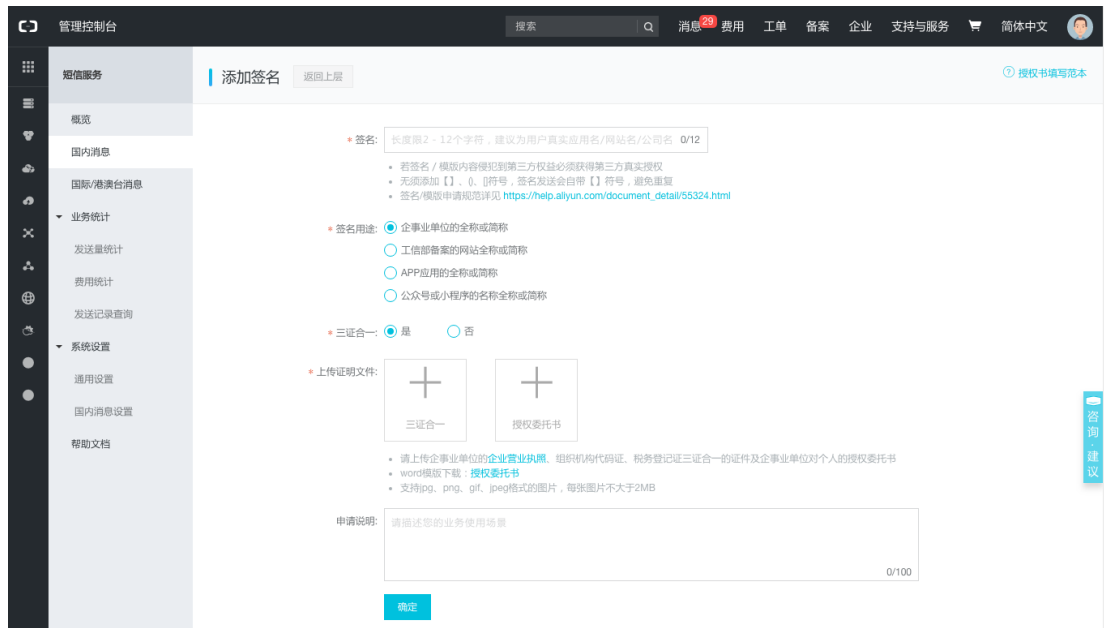 管理控制台
搜索
消息 29 费用 工单 备案 企业 支持与服务 简体中文
短信服务
添加签名 返回上层
授权书填写范本
概览
国内消息
国际/港澳台消息
业务统计
发送量统计
费用统计
发送记录查询
系统设置
通用设置
国内消息设置
帮助文档
* 签名: 长度限2-12个字符，建议为用户真实应用名/网站名/公司名 0/12
若签名 / 模版内容侵犯到第三方权益必须获得第三方真实授权
无须添加【】、()、[]符号，签名发送会自带【】符号，避免重复
签名/模版申请规范详见 https://help.aliyun.com/document_detail/55324.html
* 签名用途: 企事业单位的全称或简称
工信部备案的网站全称或简称
APP应用的全称或简称
公众号或小程序的名称全称或简称
* 三证合一: 是 否
* 上传证明文件:
三证合一 授权委托书
请上传企事业单位的企业营业执照、组织机构代码证、税务登记证三证合一的证件及企事业单位对个人的授权委托书
word模版下载：授权委托书
支持jpg、png、gif、jpeg格式的图片，每张图片不大于2MB
申请说明: 请描述您的业务使用场景
0/100
确定
咨询·建议